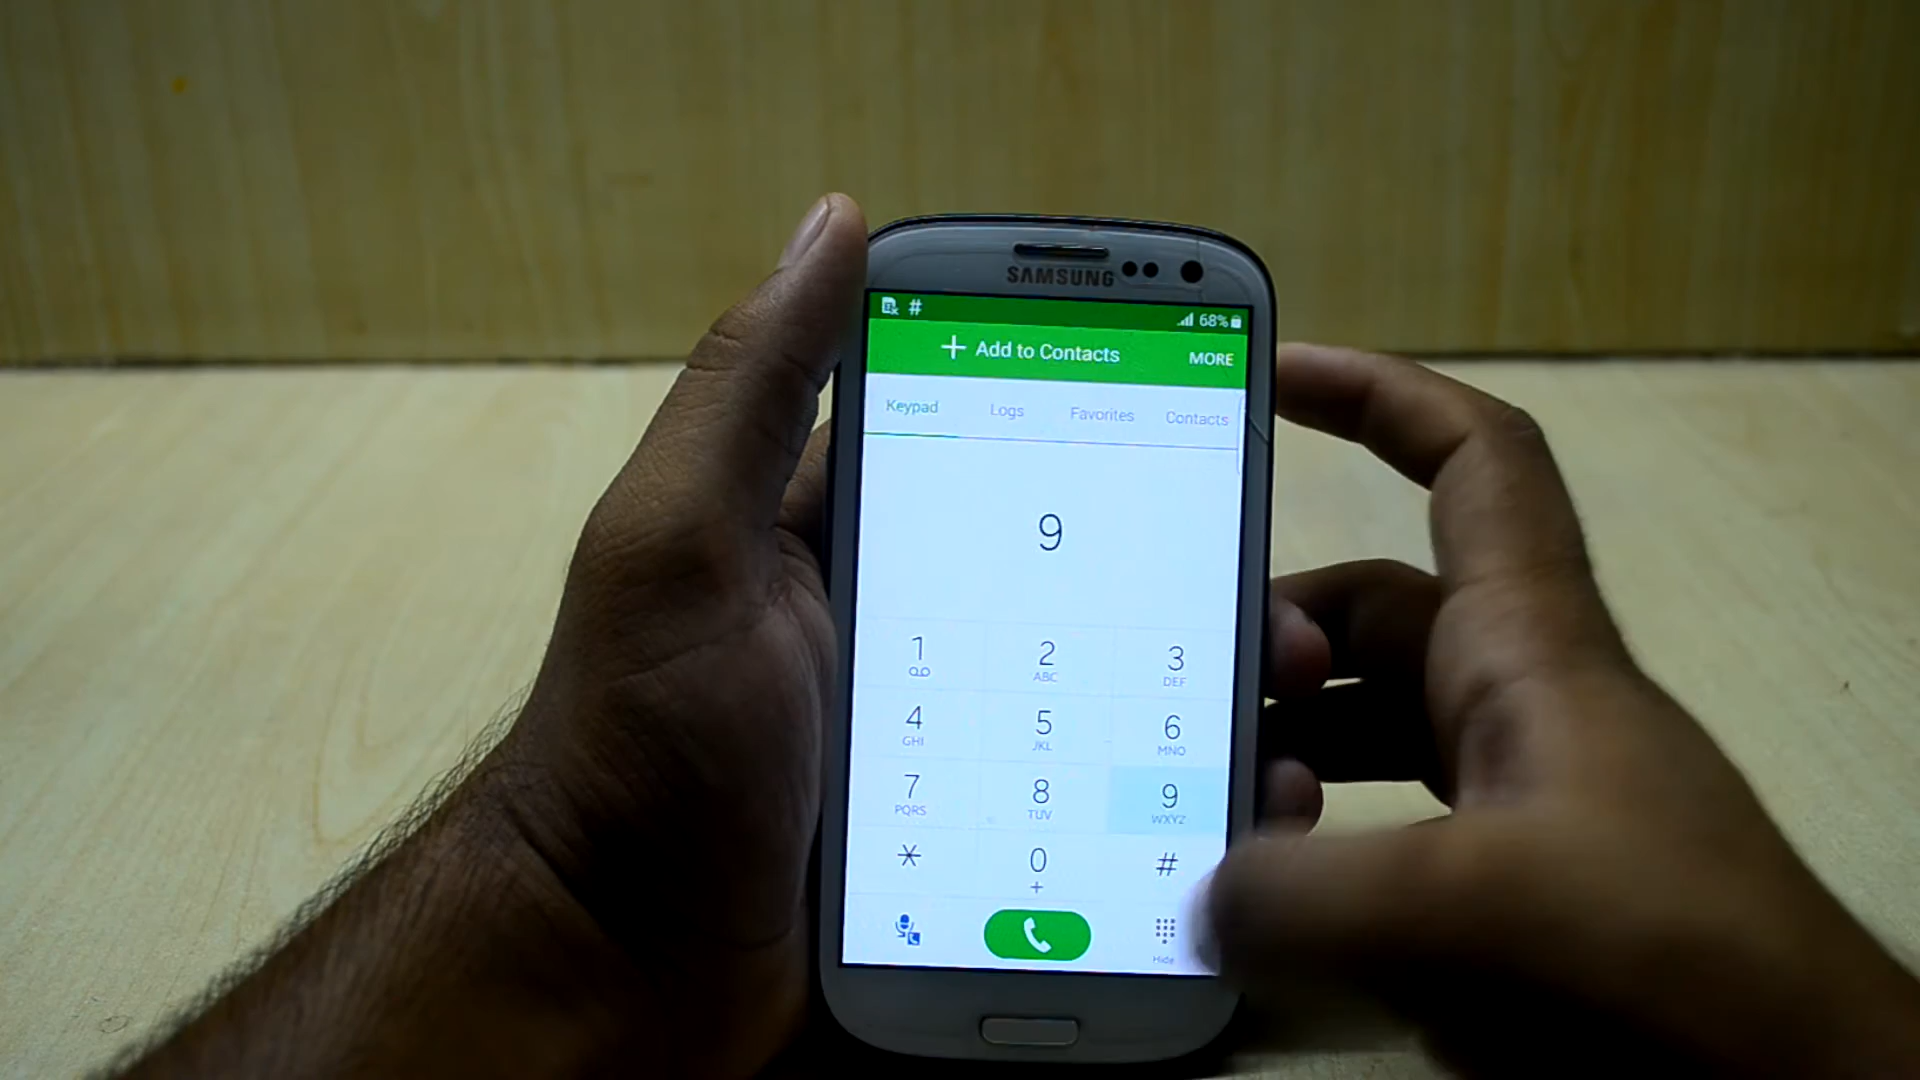 SAMSUNG
# 68%
+ Add to Contacts MORE
Keypad Logs Favorites Contacts
9
1 2 3
ABC DEF
4 5 6
GHI JKL MNO
7 8 9
PQRS TUV WXYZ
* 0 #
+
Hide